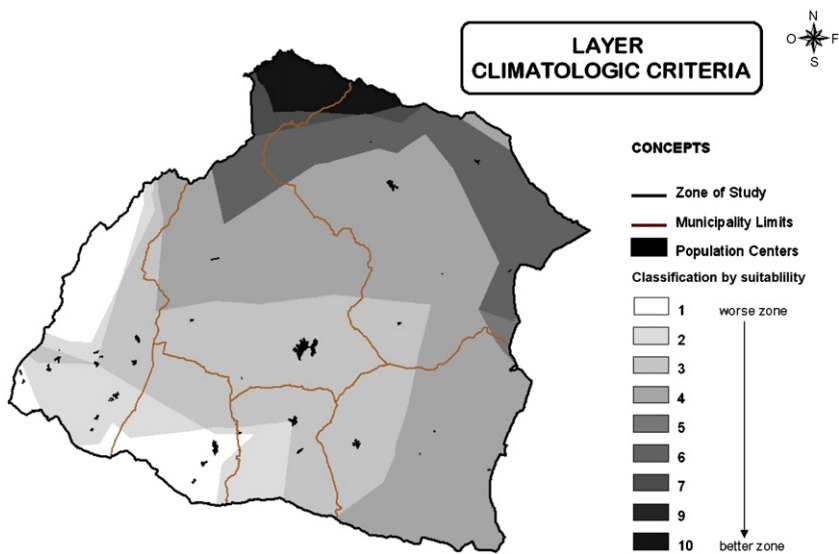 LAYER
CLIMATOLOGIC CRITERIA
N
O F
S
CONCEPTS
Zone of Study
Municipality Limits
Population Centers
Classification by suitablility
1 worse zone
2
3
4
5
6
7
9
10 better zone